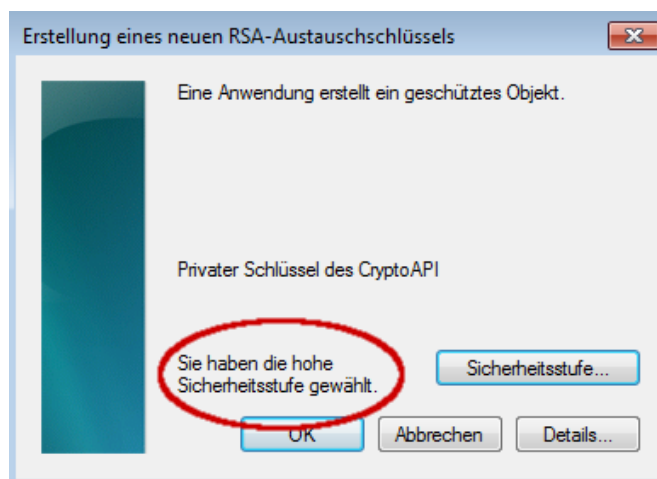 Erstellung eines neuen RSA-Austauschschlüssels
Eine Anwendung erstellt ein geschütztes Objekt.
Privater Schlüssel des CryptoAPI
Sie haben die hohe
Sicherheitsstufe gewählt.
Sicherheitsstufe...
OK
Abbrechen
Details...